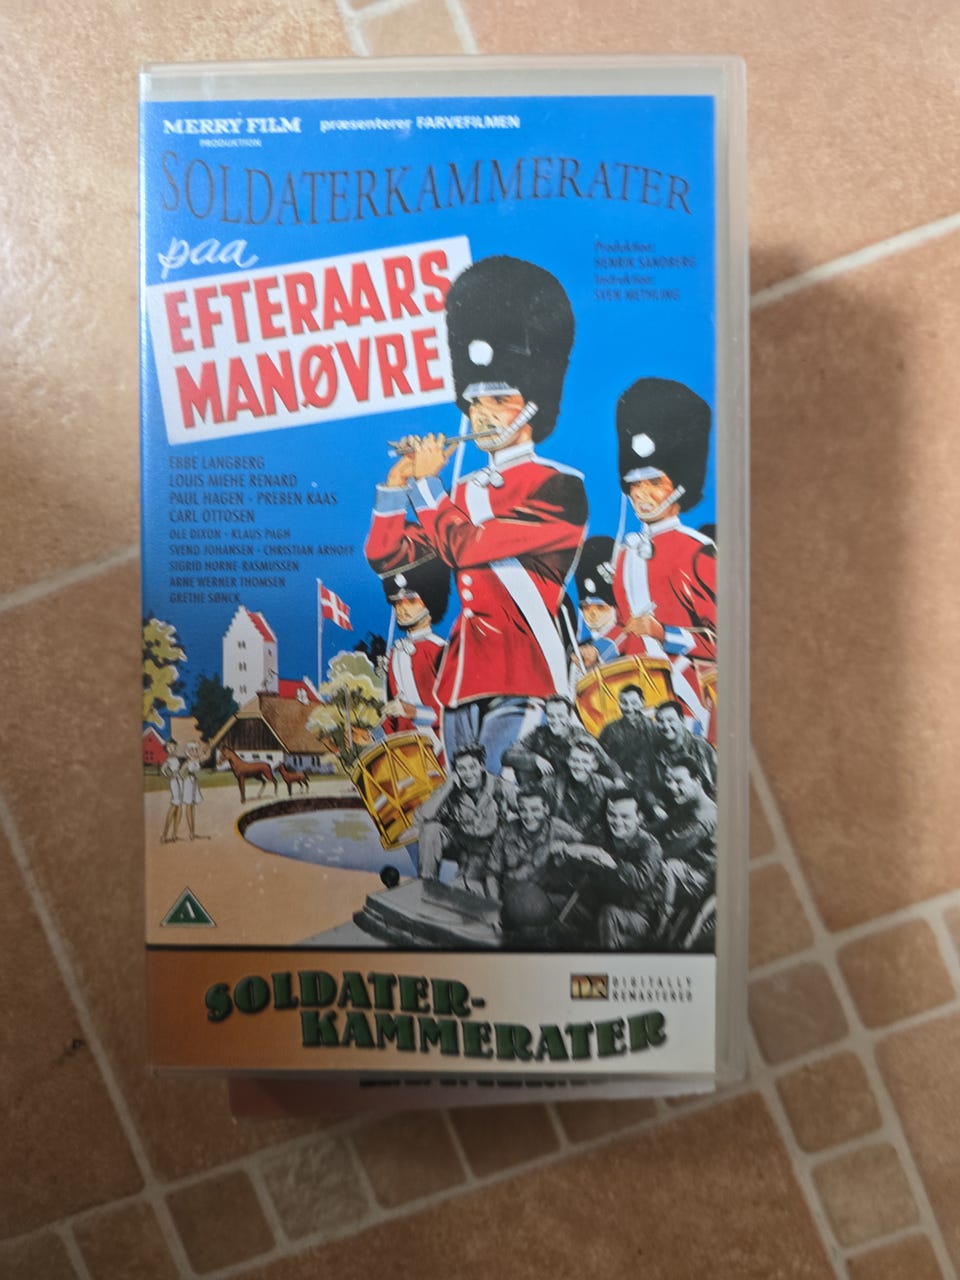 MERRY FILM præsenterer FARVEFILMEN
PRODUKTION
SOLDATERKAMMERATER
paa
EFTERAARS
MANØVRE
Produktion:
HENRIK SANDBERG
Instruktion:
SVEN METHLING
EBBE LANGBERG
LOUIS MIEHE RENARD
PAUL HAGEN - PREBEN KAAS
CARL OTTOSEN
OLE DIXON - KLAUS PAGH
SVEND JOHANSEN - CHRISTIAN ARHOFF
SIGRID HORNE-RASMUSSEN
ARNE WERNER THOMSEN
GRETHE SØNCK
A
SOLDATER-
KAMMERATER
DR DIGITALLY
REMASTERED